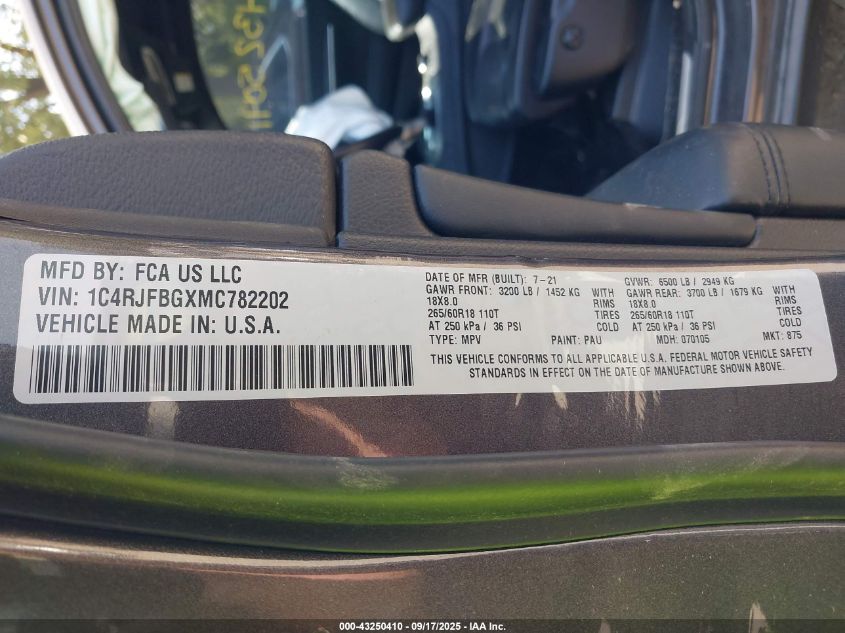 MFD BY: FCA US LLC
VIN: 1C4RJFBGXMC782202
VEHICLE MADE IN: U.S.A.
DATE OF MFR (BUILT): 7-21 GVWR: 6500 LB / 2949 KG
GAWR FRONT: 3200 LB / 1452 KG WITH GAWR REAR: 3700 LB / 1679 KG WITH
18X8.0 RIMS 18X8.0 RIMS
265/60R18 110T TIRES 265/60R18 110T TIRES
AT 250 kPa / 36 PSI COLD AT 250 kPa / 36 PSI COLD
TYPE: MPV PAINT: PAU MDH: 070105 MKT: 875
THIS VEHICLE CONFORMS TO ALL APPLICABLE U.S.A. FEDERAL MOTOR VEHICLE SAFETY
STANDARDS IN EFFECT ON THE DATE OF MANUFACTURE SHOWN ABOVE.
000-43250410 - 09/17/2025 - IAA Inc.